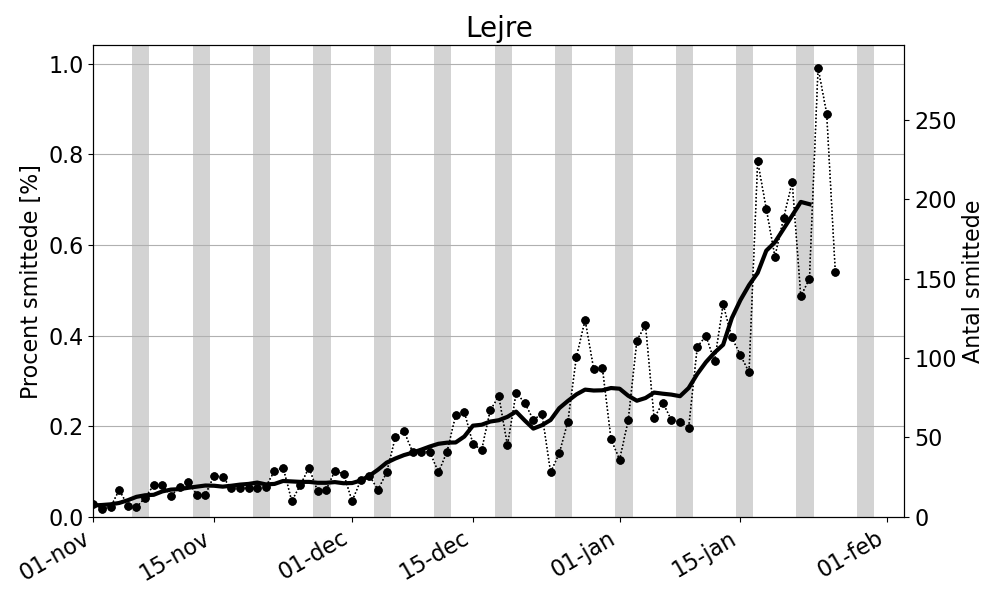 Lejre
Procent smittede [%]
1.0
0.8
0.6
0.4
0.2
0.0
250
200
150
100
50
0
Antal smittede
01-nov
15-nov
01-dec
15-dec
01-jan
15-jan
01-feb